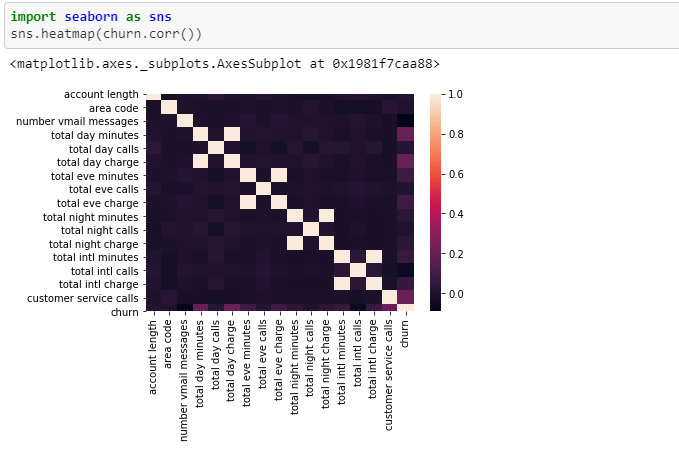 import seaborn as sns
sns.heatmap(churn.corr())
<matplotlib.axes._subplots.AxesSubplot at 0x1981f7caa88>
account length
area code
number vmail messages
total day minutes
total day calls
total day charge
total eve minutes
total eve calls
total eve charge
total night minutes
total night calls
total night charge
total intl minutes
total intl calls
total intl charge
customer service calls
churn
1.0
0.8
0.6
0.4
0.2
0.0
account length
area code
number vmail messages
total day minutes
total day calls
total day charge
total eve minutes
total eve calls
total eve charge
total night minutes
total night calls
total night charge
total intl minutes
total intl calls
total intl charge
customer service calls
churn